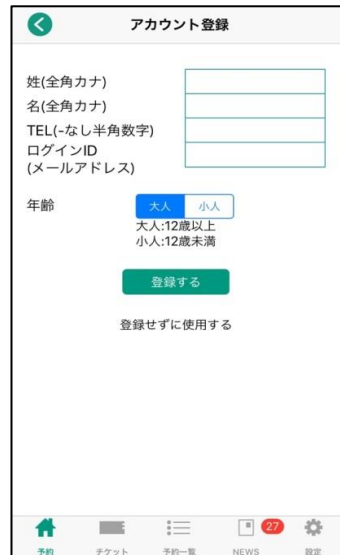 アカウント登録
姓(全角カナ)
名(全角カナ)
TEL(-なし半角数字)
ログインID
(メールアドレス)
年齢
大人 小人
大人:12歳以上
小人:12歳未満
登録する
登録せずに使用する
27
予約 チケット 予約一覧 NEWS 設定